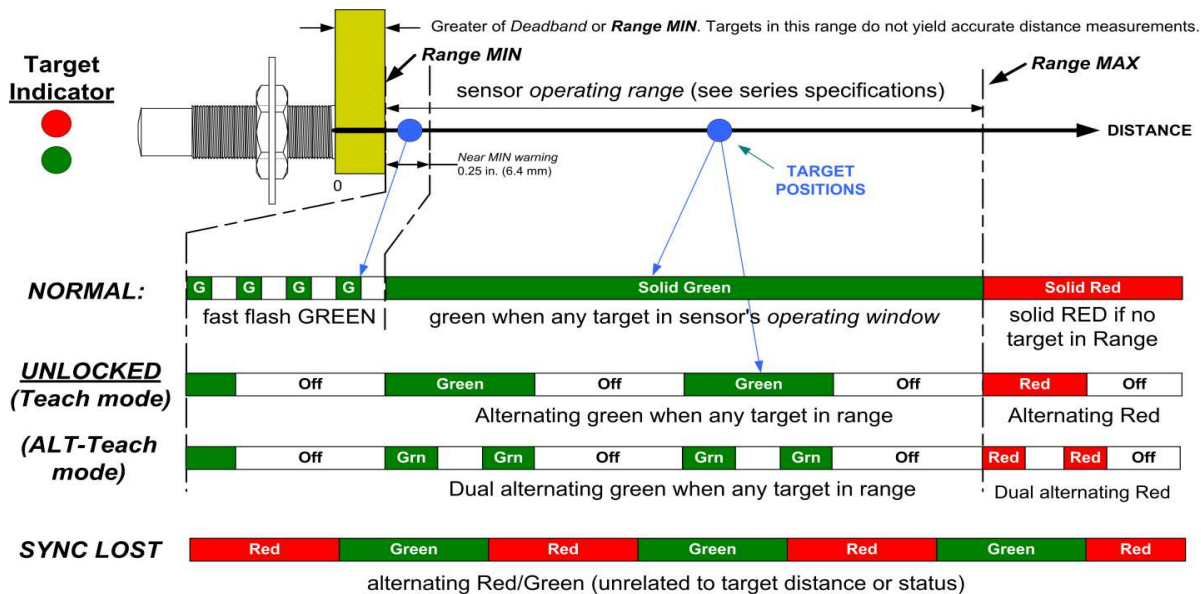 Greater of Deadband or Range MIN. Targets in this range do not yield accurate distance measurements.
Target
Indicator
Range MIN
Range MAX
sensor operating range (see series specifications)
DISTANCE
Near MIN warning
0.25 in. (6.4 mm)
0
TARGET
POSITIONS
NORMAL:
G G G G Solid Green Solid Red
fast flash GREEN
green when any target in sensor's operating window
solid RED if no
target in Range
UNLOCKED
(Teach mode)
Off Green Off Green Off Red Off
Alternating green when any target in range
Alternating Red
(ALT-Teach
mode)
Off Grn Grn Off Grn Grn Off Red Red Off
Dual alternating green when any target in range
Dual alternating Red
SYNC LOST
Red Green Red Green Red Green Red
alternating Red/Green (unrelated to target distance or status)